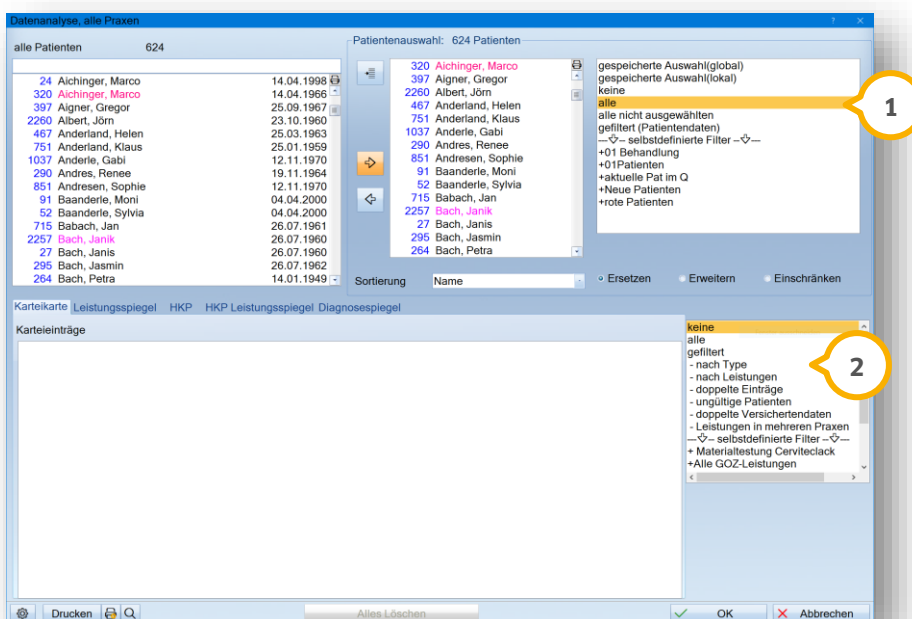 Datenanalyse, alle Praxen
alle Patienten 624
24 Aichinger, Marco 14.04.1998
320 Aichinger, Marco 14.04.1966
397 Aigner, Gregor 25.09.1967
2260 Albert, Jörn 23.10.1960
467 Anderland, Helen 25.03.1963
751 Anderland, Klaus 25.01.1959
1037 Anderle, Gabi 12.11.1970
290 Andres, Renee 19.11.1964
851 Andresen, Sophie 12.11.1970
91 Baanderle, Moni 04.04.2000
52 Baanderle, Sylvia 04.04.2000
715 Babach, Jan 26.07.1961
2257 Bach, Janik 26.07.1960
27 Bach, Janis 26.07.1960
295 Bach, Jasmin 26.07.1962
264 Bach, Petra 14.01.1949
Patientenauswahl: 624 Patienten
320 Aichinger, Marco
397 Aigner, Gregor
2260 Albert, Jörn
467 Anderland, Helen
751 Anderland, Klaus
1037 Anderle, Gabi
290 Andres, Renee
851 Andresen, Sophie
91 Baanderle, Moni
52 Baanderle, Sylvia
715 Babach, Jan
2257 Bach, Janik
27 Bach, Janis
295 Bach, Jasmin
264 Bach, Petra
Sortierung Name
gespeicherte Auswahl(global)
gespeicherte Auswahl(lokal)
keine
alle
alle nicht ausgewählten
gefiltert (Patientendaten)
selbstdefinierte Filter
+01 Behandlung
+01Patienten
+aktuelle Pat im Q
+Neue Patienten
+rote Patienten
1
Ersetzen Erweitern Einschränken
Karteikarte Leistungsspiegel HKP HKP Leistungsspiegel Diagnosespiegel
Karteieinträge
keine
alle
gefiltert
- nach Type
- nach Leistungen
- doppelte Einträge
- ungültige Patienten
- doppelte Versichertendaten
- Leistungen in mehreren Praxen
selbstdefinierte Filter
+ Materialtestung Cerviteclack
+Alle GOZ-Leistungen
2
Drucken Alles Löschen OK Abbrechen